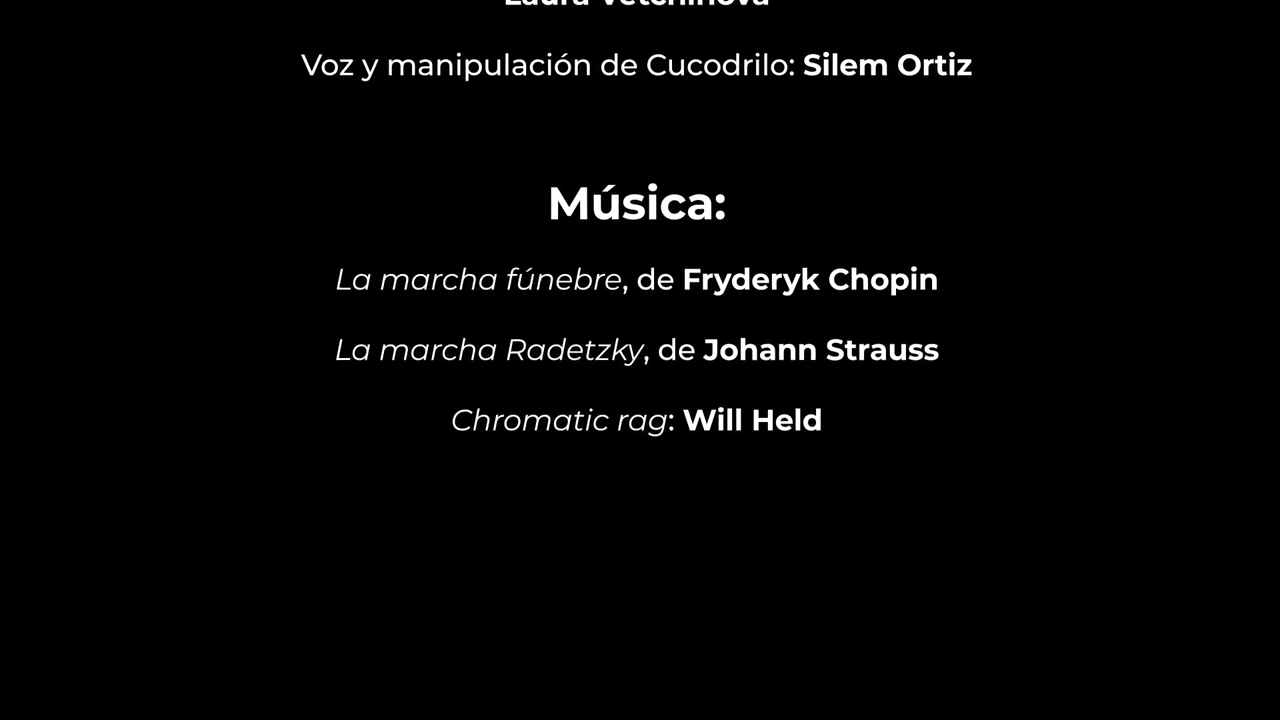 Voz y manipulación de Cucodrilo: Silem Ortiz
Música:
La marcha fúnebre, de Fryderyk Chopin
La marcha Radetzky, de Johann Strauss
Chromatic rag: Will Held